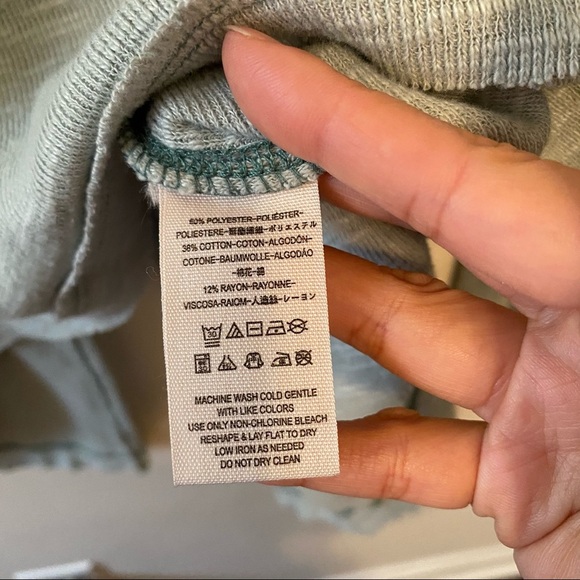 60% POLYESTER-POLIÉSTER-
POLIESTERE-聚酯纖維-ポリエステル
38% COTTON-COTON-ALGODÓN-
COTONE-BAUMWOLLE-ALGODÃO
-棉花-綿
12% RAYON-RAYONNE-
VISCOSA-RAIOM-人造絲-レーヨン
30
MACHINE WASH COLD GENTLE
WITH LIKE COLORS
USE ONLY NON-CHLORINE BLEACH
RESHAPE & LAY FLAT TO DRY
LOW IRON AS NEEDED
DO NOT DRY CLEAN